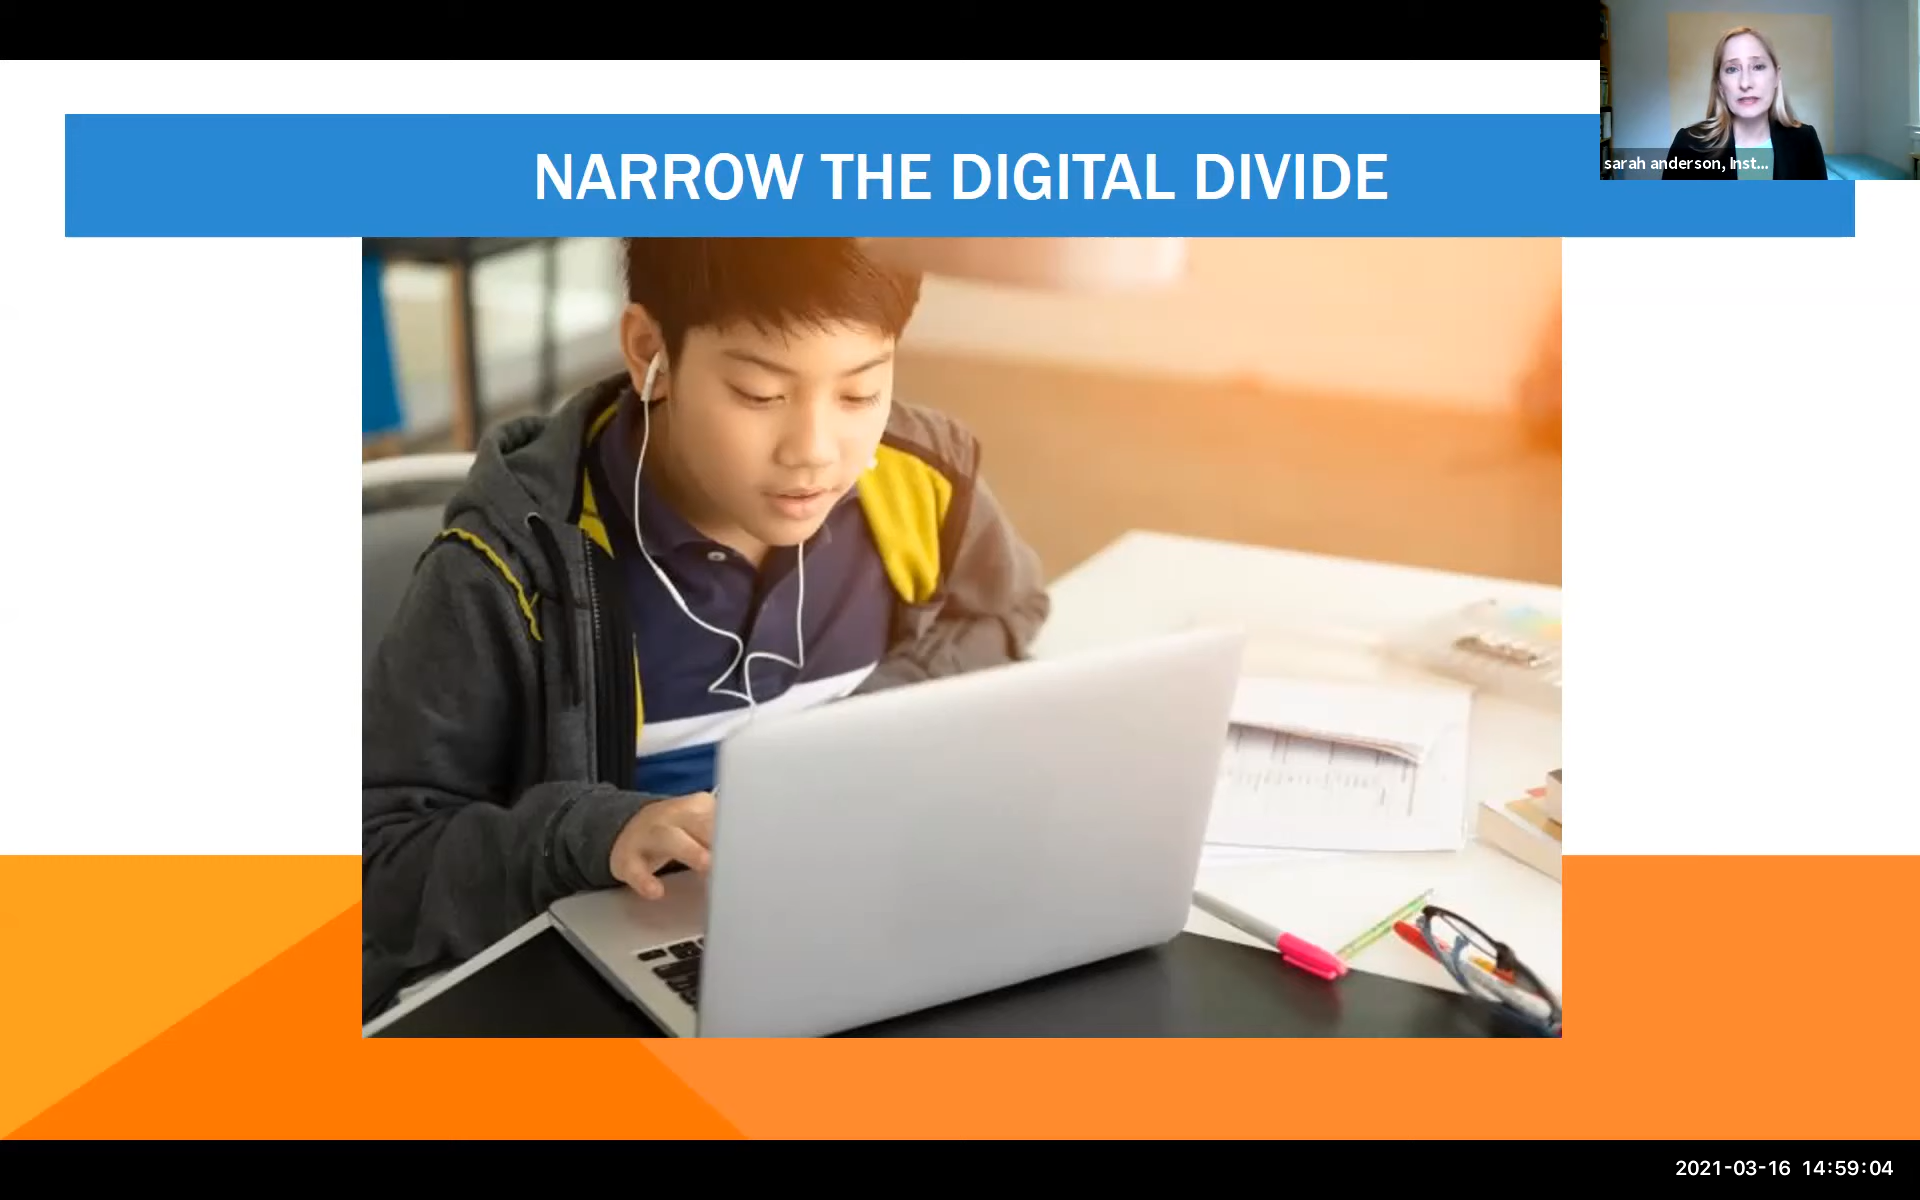 NARROW THE DIGITAL DIVIDE
sarah anderson, Inst...
2021-03-16 14:59:04